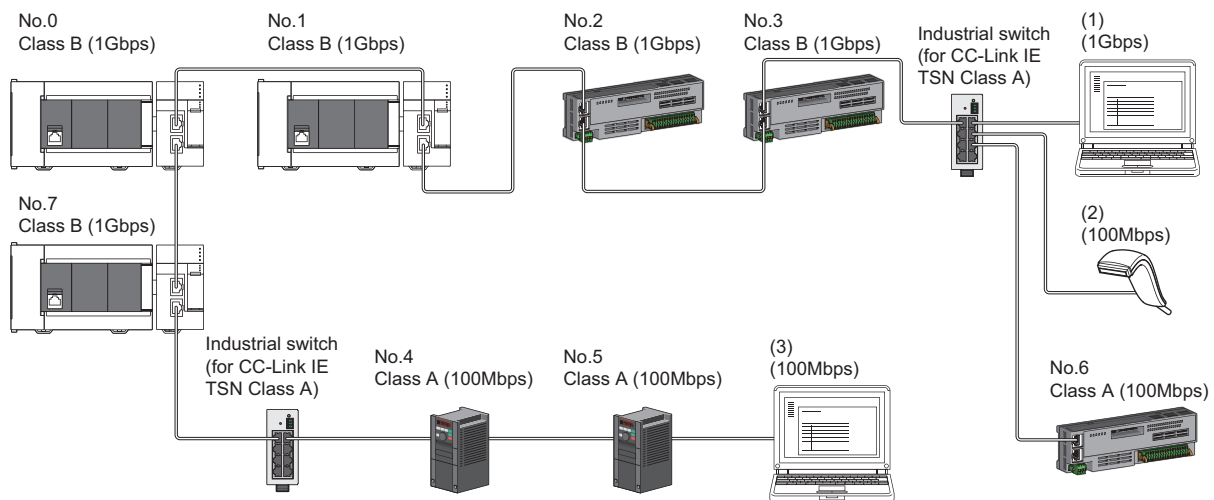 No.0
Class B (1Gbps)
No.1
Class B (1Gbps)
No.2
Class B (1Gbps)
No.3
Class B (1Gbps)
Industrial switch
(for CC-Link IE
TSN Class A)
(1)
(1Gbps)
No.7
Class B (1Gbps)
(2)
(100Mbps)
Industrial switch
(for CC-Link IE
TSN Class A)
No.4
Class A (100Mbps)
No.5
Class A (100Mbps)
(3)
(100Mbps)
No.6
Class A (100Mbps)